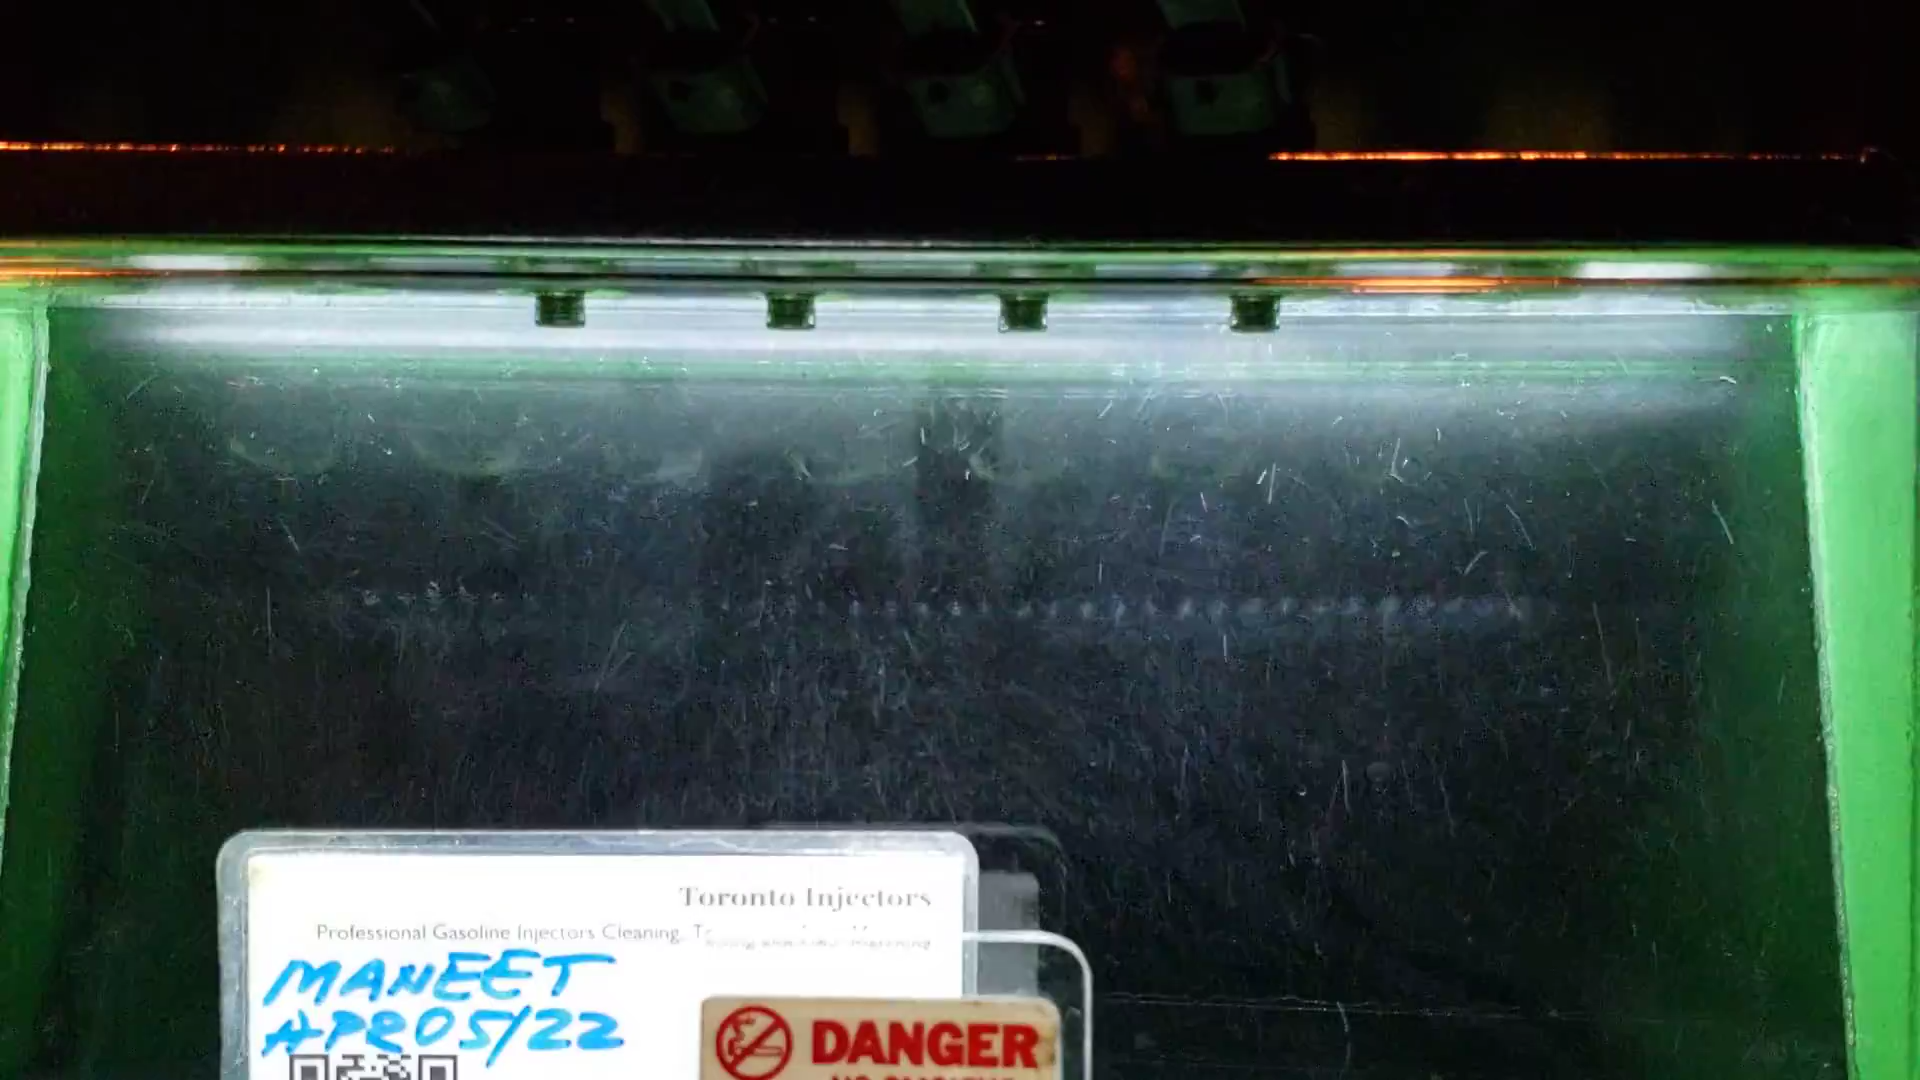 Toronto Injectors
Professional Gasoline Injectors Cleaning,
MANEET
APR05/22
DANGER